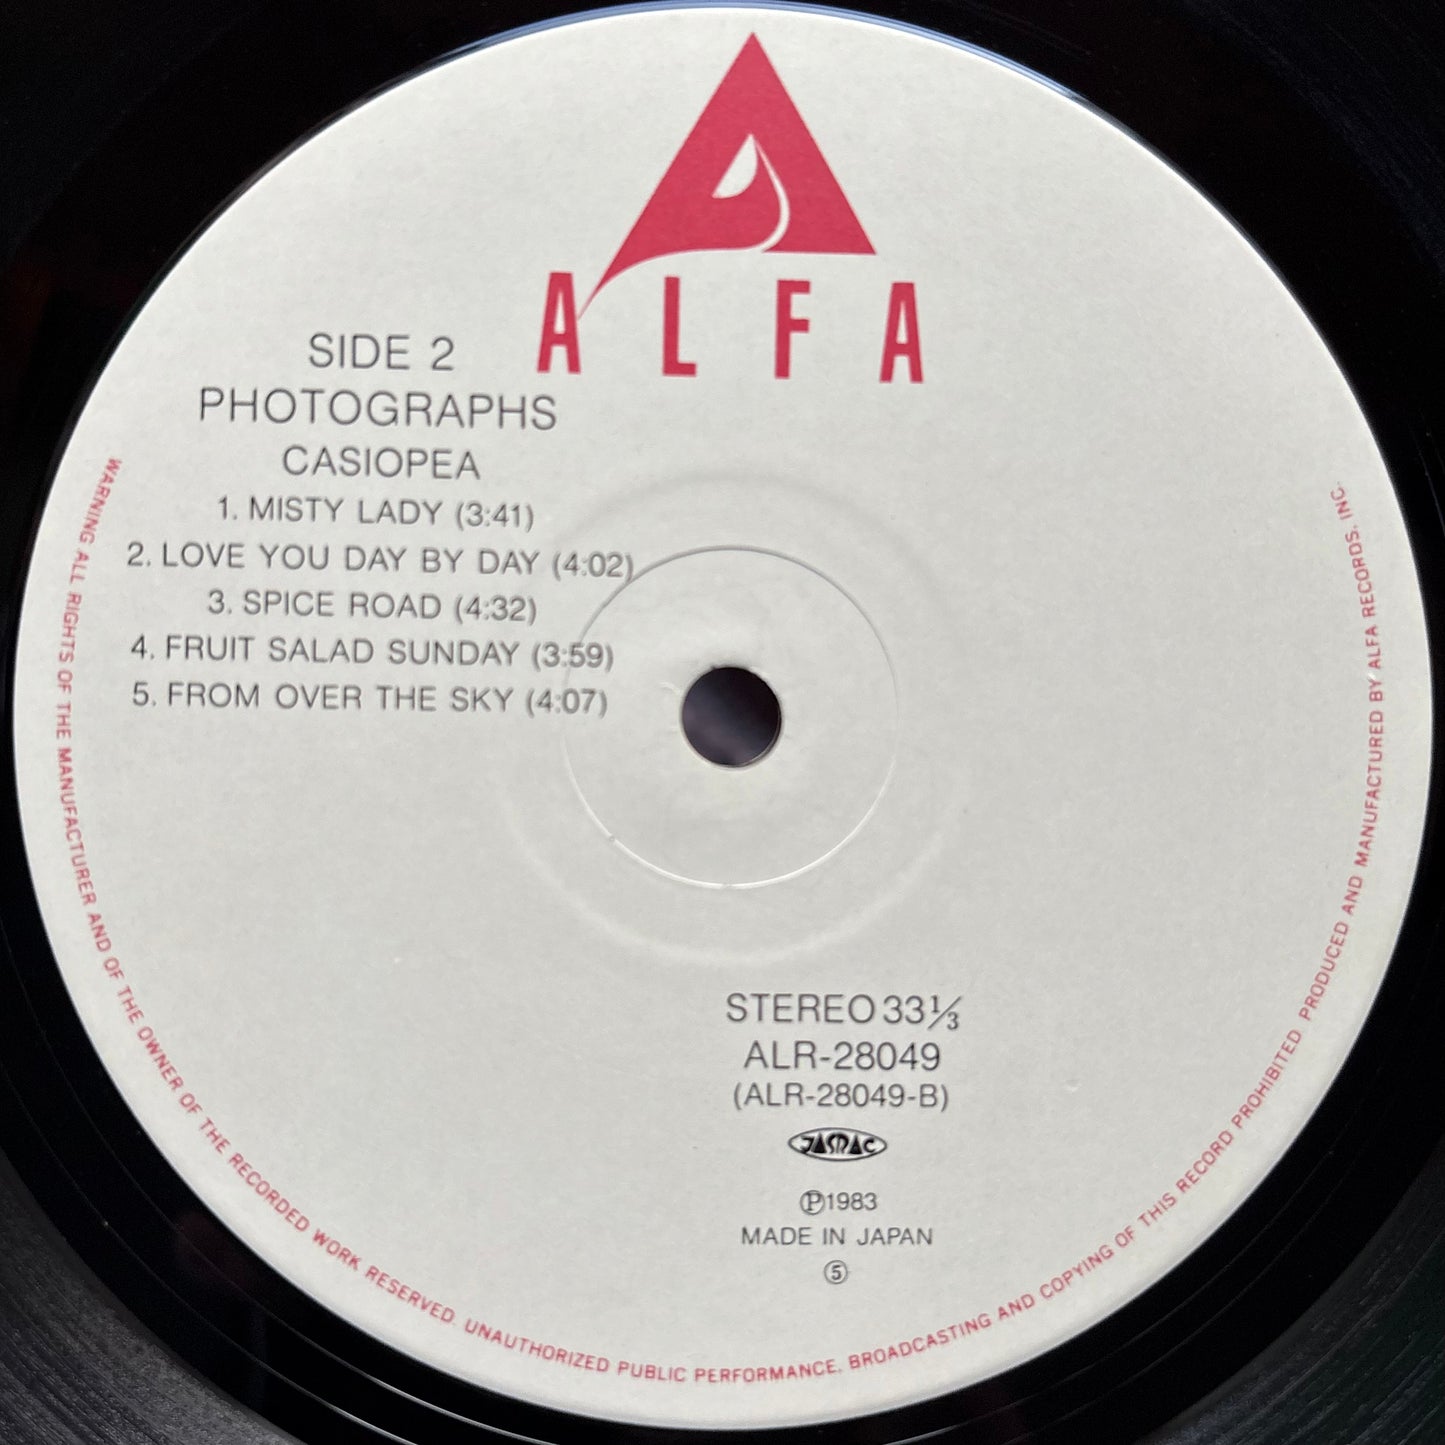 ALFA
SIDE 2
PHOTOGRAPHS
CASIOPEA
1. MISTY LADY (3:41)
2. LOVE YOU DAY BY DAY (4:02)
3. SPICE ROAD (4:32)
4. FRUIT SALAD SUNDAY (3:59)
5. FROM OVER THE SKY (4:07)
STEREO 33⅓
ALR-28049
(ALR-28049-B)
JASRAC
Ⓟ1983
MADE IN JAPAN
⑤
WARNING ALL RIGHTS OF THE MANUFACTURER AND OF THE OWNER OF THE RECORDED WORK RESERVED. UNAUTHORIZED PUBLIC PERFORMANCE, BROADCASTING AND COPYING OF THIS RECORD PROHIBITED. PRODUCED AND MANUFACTURED BY ALFA RECORDS, INC.